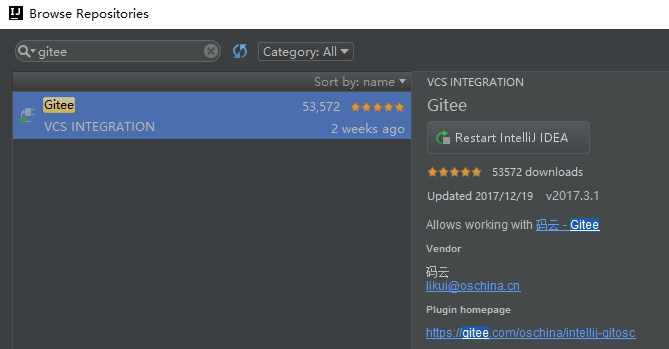 IJ Browse Repositories
gitee
Category: All
Sort by: name
Gitee 53,572
VCS INTEGRATION 2 weeks ago
VCS INTEGRATION
Gitee
Restart IntelliJ IDEA
53572 downloads
Updated 2017/12/19 v2017.3.1
Allows working with 码云 - Gitee
Vendor
码云
likui@oschina.cn
Plugin homepage
https://gitee.com/oschina/intellij-gitosc